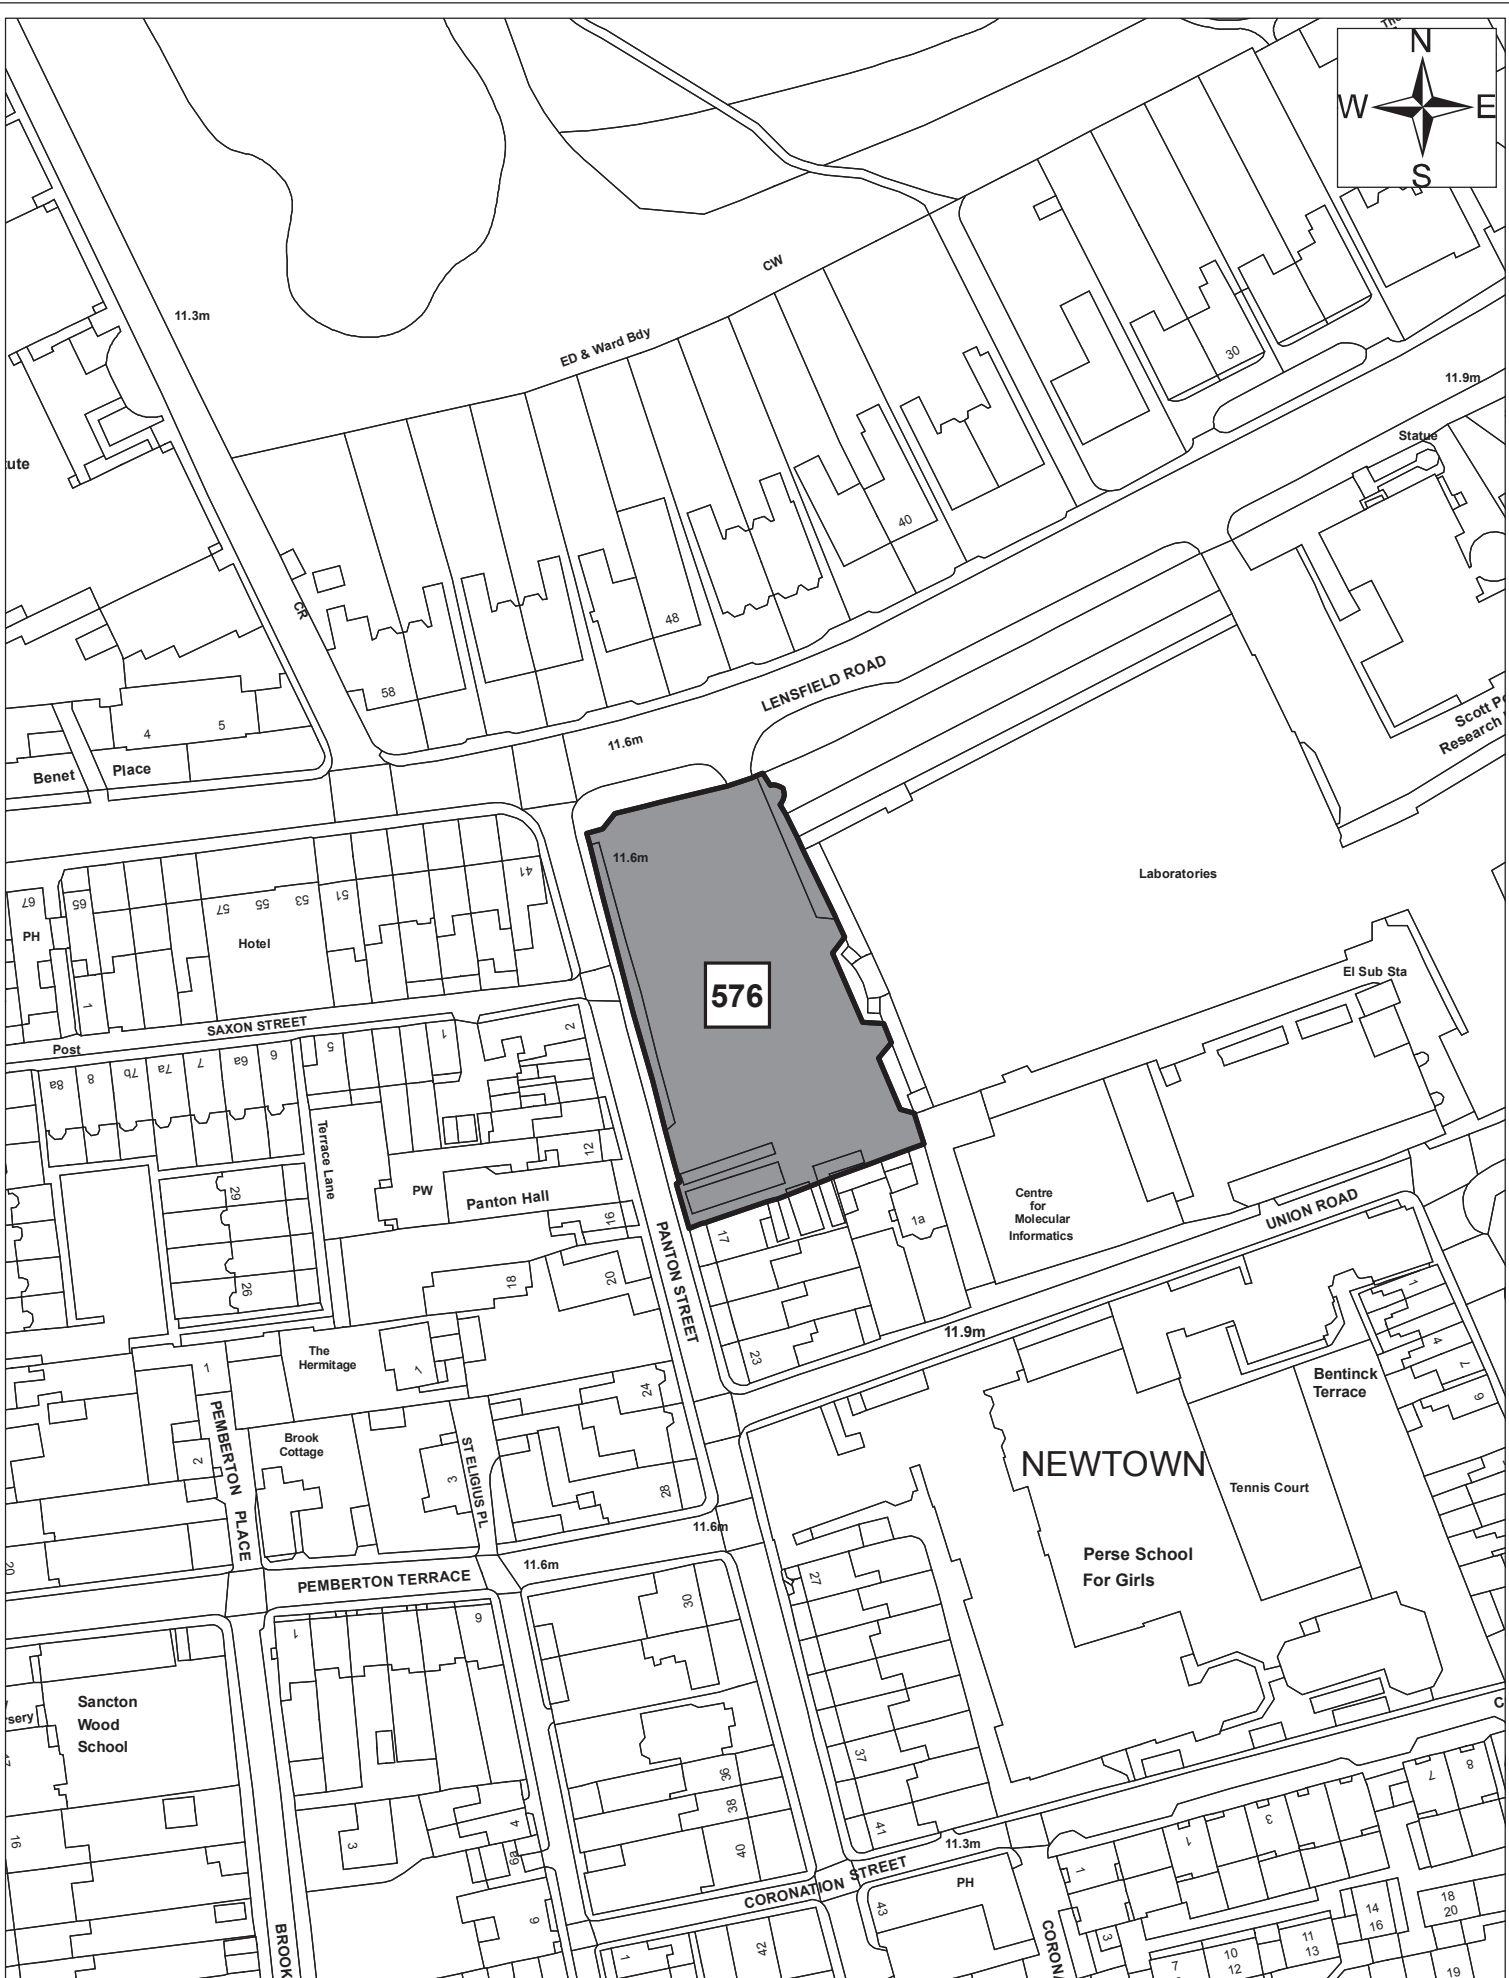 N
W E
S
CW
11.3m
ED & Ward Bdy
30
11.9m
Statue
40
48
CR
58
LENSFIELD ROAD
11.6m
4
5
Benet Place
Scott
Research
11.6m
Laboratories
41
67
65
57
55
53
51
PH
Hotel
El Sub Sta
576
1
SAXON STREET
2
Post
1
5
6
6a
7
7a
7b
8
8a
Terrace Lane
12
PW
Panton Hall
29
16
Centre
for
Molecular
Informatics
1a
UNION ROAD
17
PANTON STREET
18
20
26
11.9m
1
The
Hermitage
1
1
23
4
7
9
Bentinck
Terrace
24
PEMBERTON PLACE
Brook
Cottage
ST ELIGIUS PL
2
3
NEWTOWN
Tennis Court
28
11.6m
11.6m
20
Perse School
For Girls
PEMBERTON TERRACE
27
30
1
6
Sancton
Wood
School
37
36
38
7
8
16
3
4
6a
40
41
1
3
11.3m
CORONATION STREET
PH
1
43
9
BROOK
1
42
3
14
16
18
20
11
13
10
12
7
19